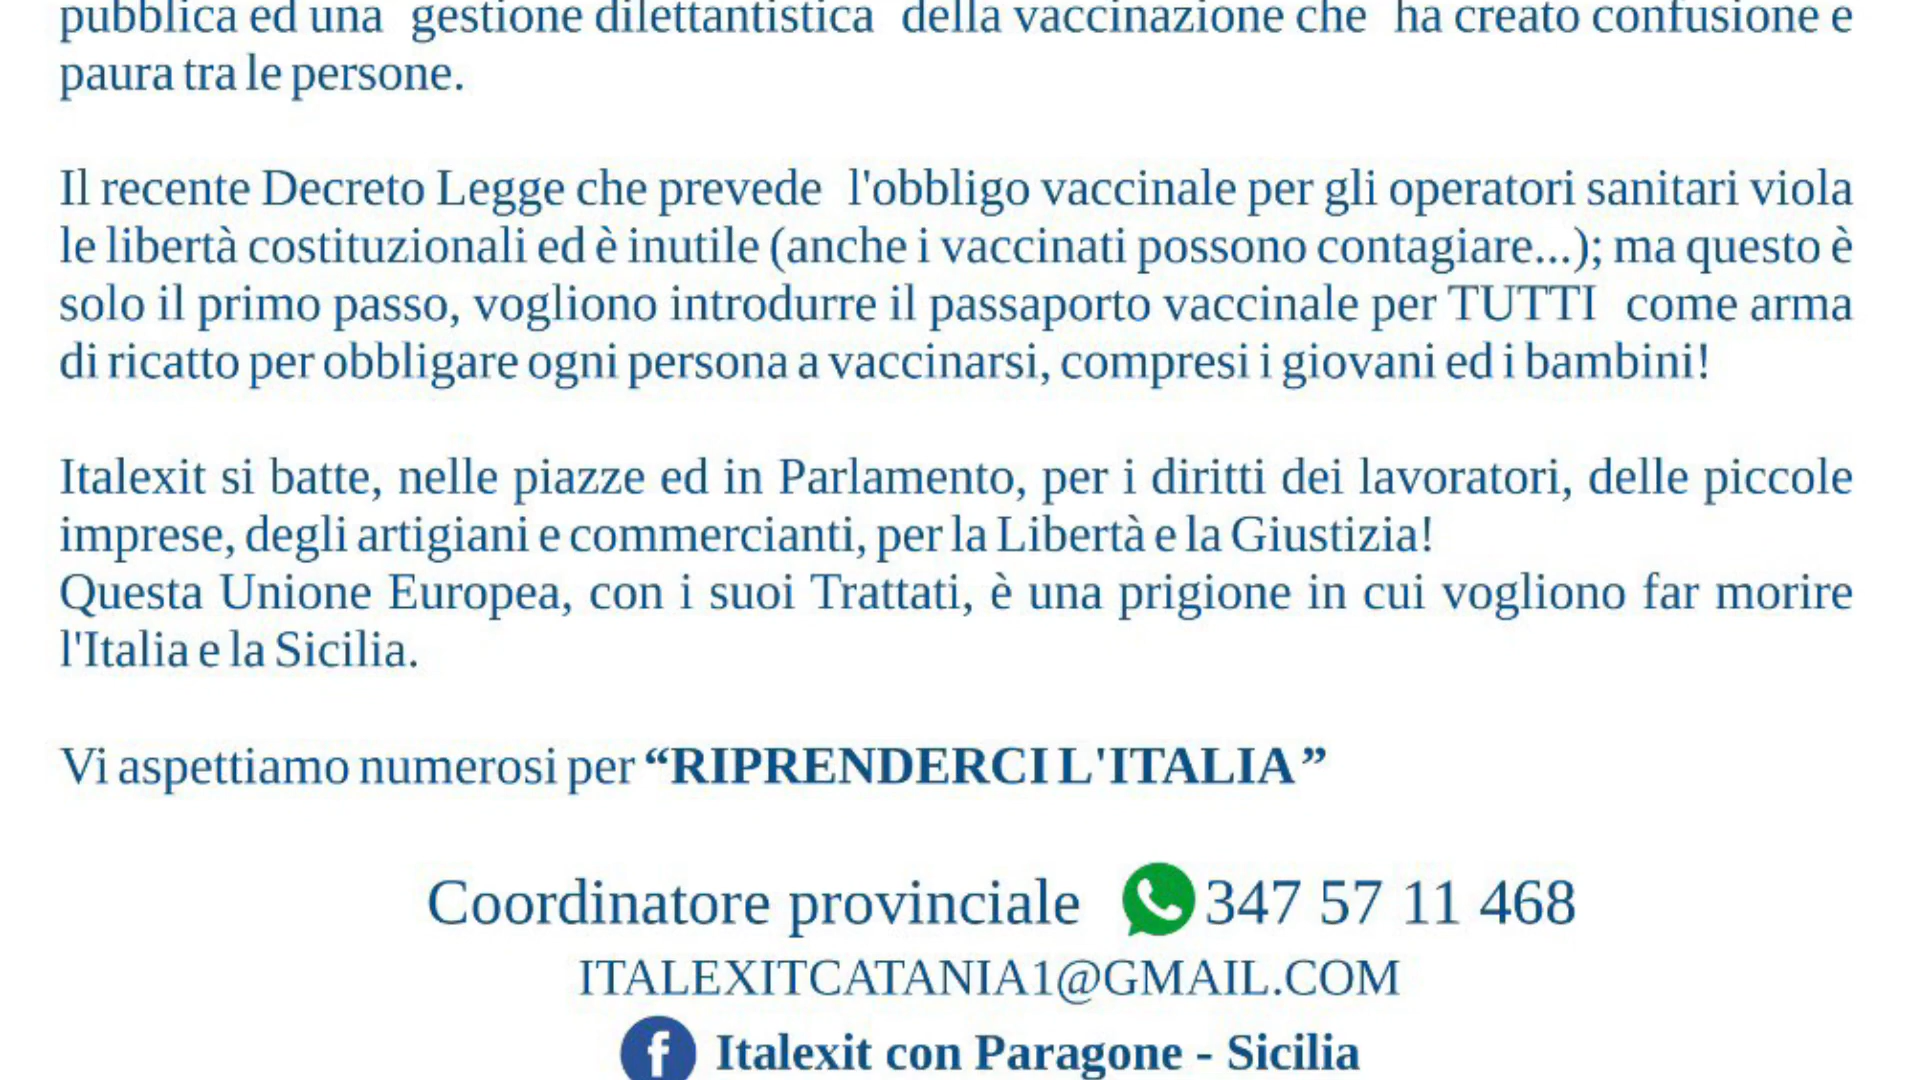 pubblica ed una gestione dilettantistica della vaccinazione che ha creato confusione e
paura tra le persone.
Il recente Decreto Legge che prevede l'obbligo vaccinale per gli operatori sanitari viola
le libertà costituzionali ed è inutile (anche i vaccinati possono contagiare...); ma questo è
solo il primo passo, vogliono introdurre il passaporto vaccinale per TUTTI come arma
di ricatto per obbligare ogni persona a vaccinarsi, compresi i giovani ed i bambini!
Italexit si batte, nelle piazze ed in Parlamento, per i diritti dei lavoratori, delle piccole
imprese, degli artigiani e commercianti, per la Libertà e la Giustizia!
Questa Unione Europea, con i suoi Trattati, è una prigione in cui vogliono far morire
l'Italia e la Sicilia.
Vi aspettiamo numerosi per “RIPRENDERCI L'ITALIA”
Coordinatore provinciale 347 57 11 468
ITALEXITCATANIA1@GMAIL.COM
f Italexit con Paragone - Sicilia